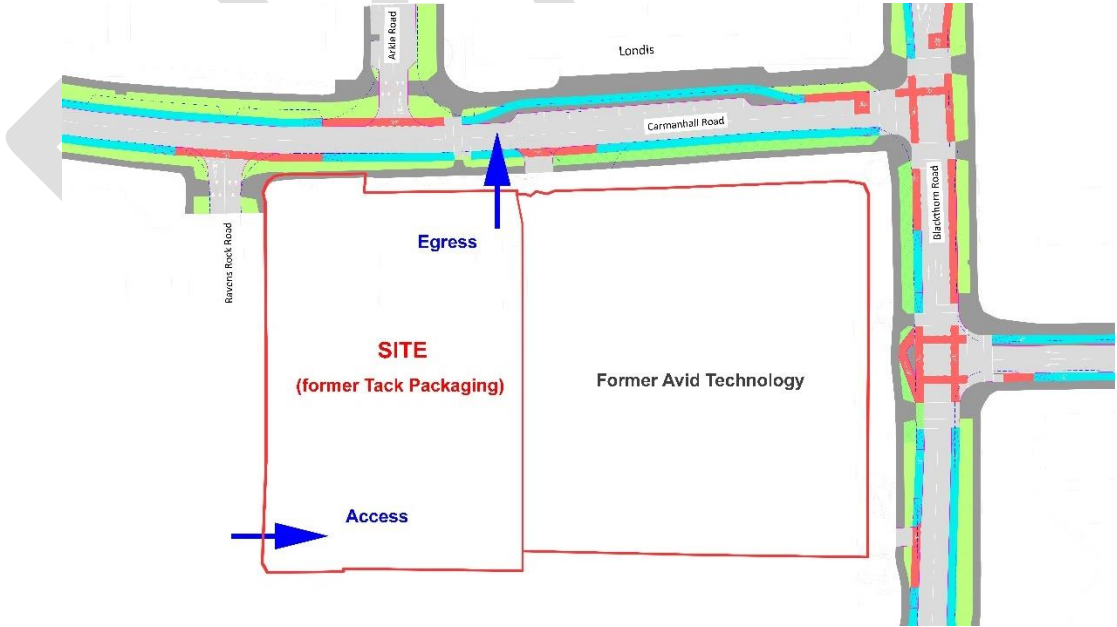 Arkle Road
Londis
Carmanhall Road
Blackthorn Road
Ravens Rock Road
Egress
SITE
(former Tack Packaging)
Former Avid Technology
Access